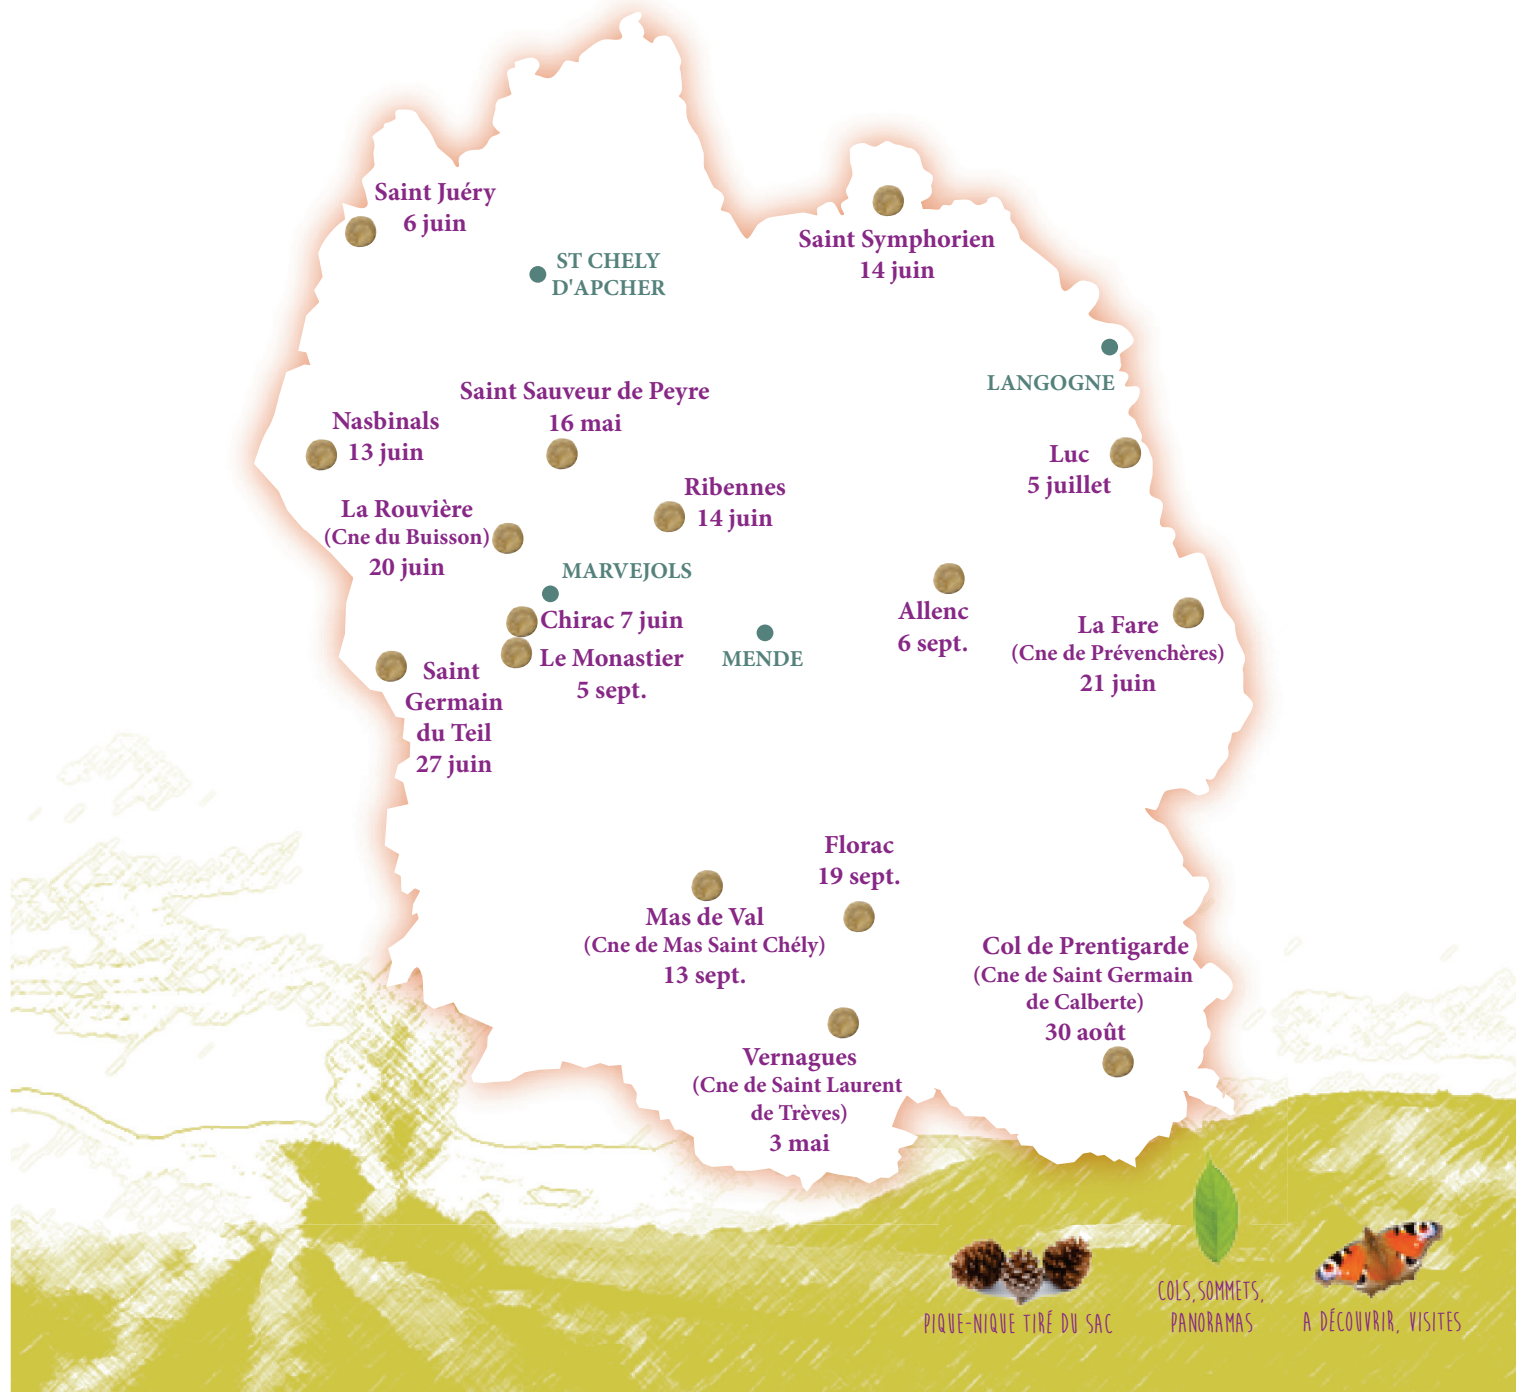 Saint Juéry
6 juin
Saint Symphorien
14 juin
ST CHELY
D'APCHER
LANGOGNE
Saint Sauveur de Peyre
16 mai
Nasbinals
13 juin
Luc
5 juillet
Ribennes
14 juin
La Rouvière
(Cne du Buisson)
20 juin
MARVEJOLS
Chirac 7 juin
Allenc
6 sept.
La Fare
(Cne de Prévenchères)
21 juin
Le Monastier
5 sept.
MENDE
Saint
Germain
du Teil
27 juin
Florac
19 sept.
Mas de Val
(Cne de Mas Saint Chély)
13 sept.
Col de Prentigarde
(Cne de Saint Germain
de Calberte)
30 août
Vernagues
(Cne de Saint Laurent
de Trèves)
3 mai
PIQUE-NIQUE TIRÉ DU SAC
COLS,SOMMETS,
PANORAMAS
A DÉCOUVRIR, VISITES